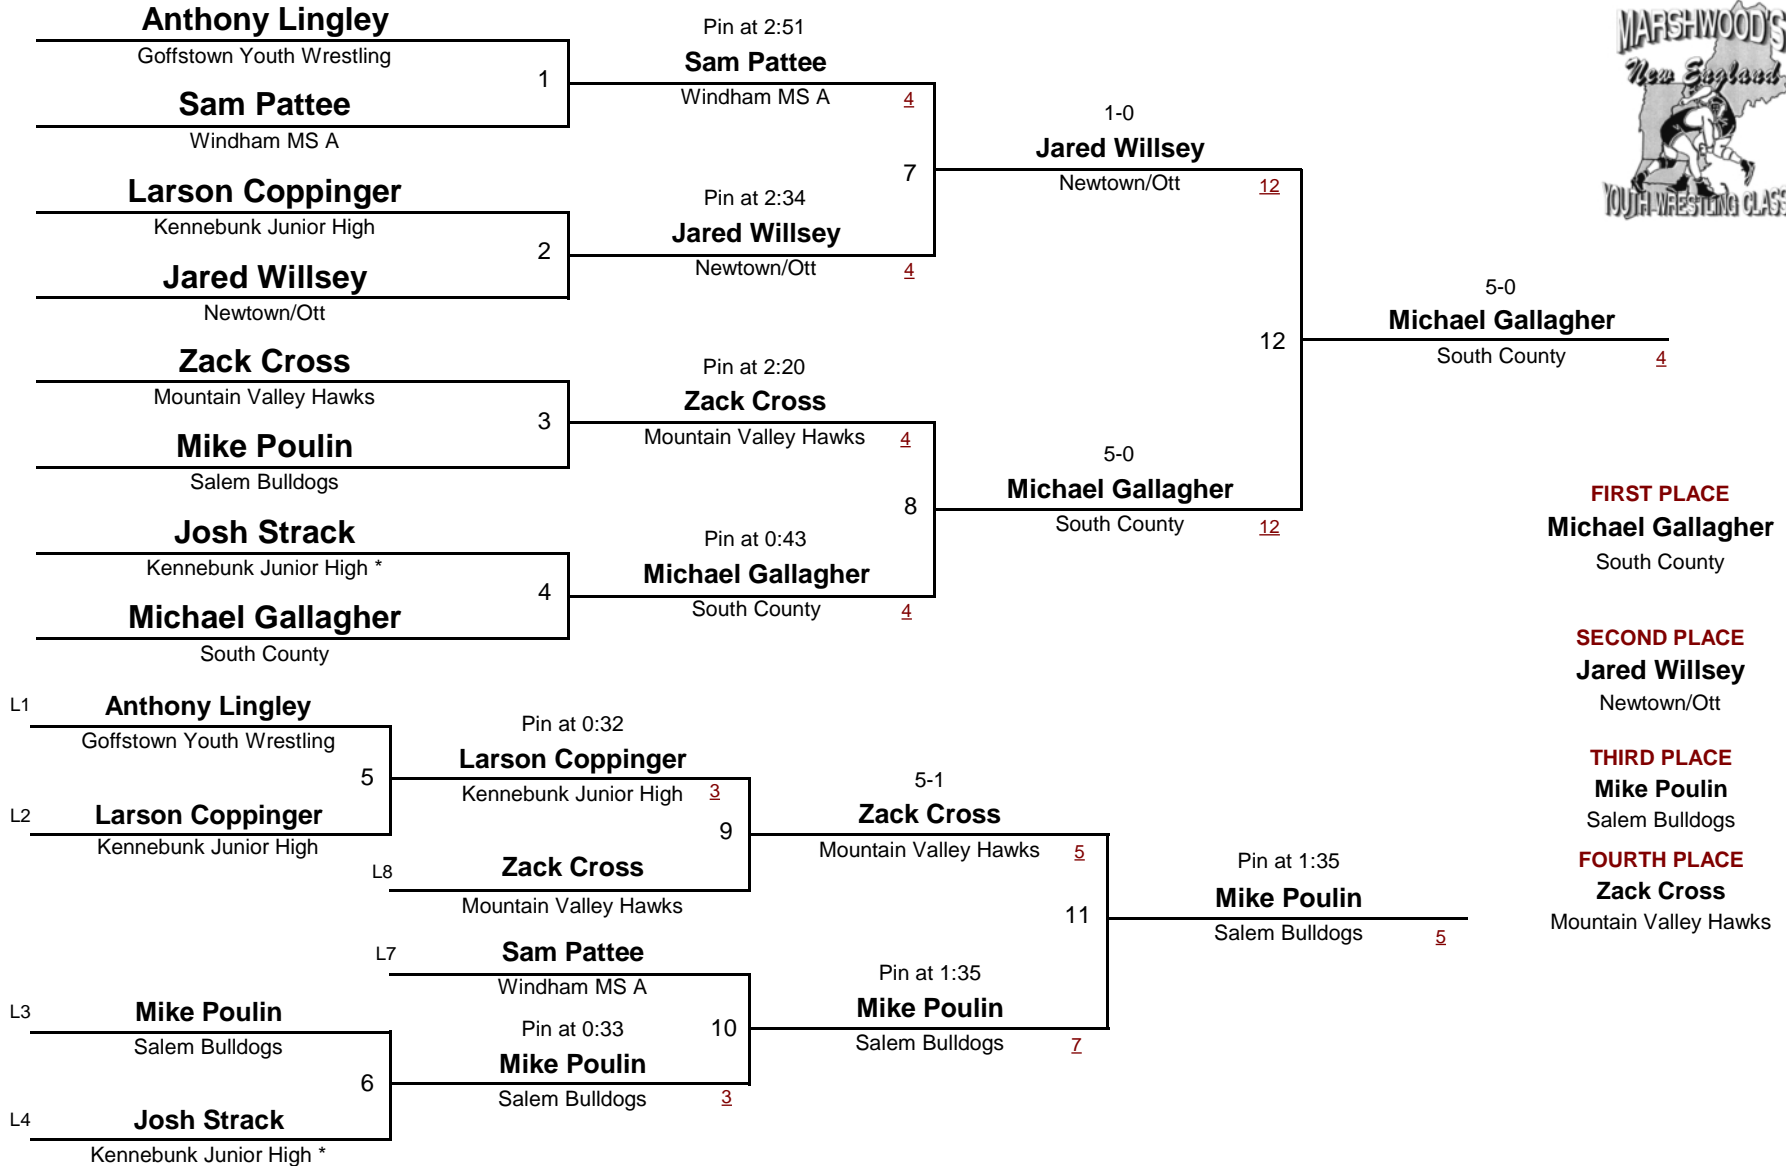 MARSHWOOD'S
New England
YOUTH WRESTLING CLASS
Anthony Lingley
Goffstown Youth Wrestling
1
Sam Pattee
Windham MS A
Pin at 2:51
Sam Pattee
Windham MS A 4
Larson Coppinger
Kennebunk Junior High
2
Jared Willsey
Newtown/Ott
Pin at 2:34
Jared Willsey
Newtown/Ott 4
7
1-0
Jared Willsey
Newtown/Ott 12
Zack Cross
Mountain Valley Hawks
3
Mike Poulin
Salem Bulldogs
Pin at 2:20
Zack Cross
Mountain Valley Hawks 4
Josh Strack
Kennebunk Junior High *
4
Michael Gallagher
South County
Pin at 0:43
Michael Gallagher
South County 4
8
5-0
Michael Gallagher
South County 12
12
5-0
Michael Gallagher
South County 4
FIRST PLACE
Michael Gallagher
South County
SECOND PLACE
Jared Willsey
Newtown/Ott
THIRD PLACE
Mike Poulin
Salem Bulldogs
FOURTH PLACE
Zack Cross
Mountain Valley Hawks
L1 Anthony Lingley
Goffstown Youth Wrestling
5
L2 Larson Coppinger
Kennebunk Junior High
Pin at 0:32
Larson Coppinger
Kennebunk Junior High 3
9
L8 Zack Cross
Mountain Valley Hawks
5-1
Zack Cross
Mountain Valley Hawks 5
L7 Sam Pattee
Windham MS A
10
L3 Mike Poulin
Salem Bulldogs
6
L4 Josh Strack
Kennebunk Junior High *
Pin at 0:33
Mike Poulin
Salem Bulldogs 3
Pin at 1:35
Mike Poulin
Salem Bulldogs 7
11
Pin at 1:35
Mike Poulin
Salem Bulldogs 5